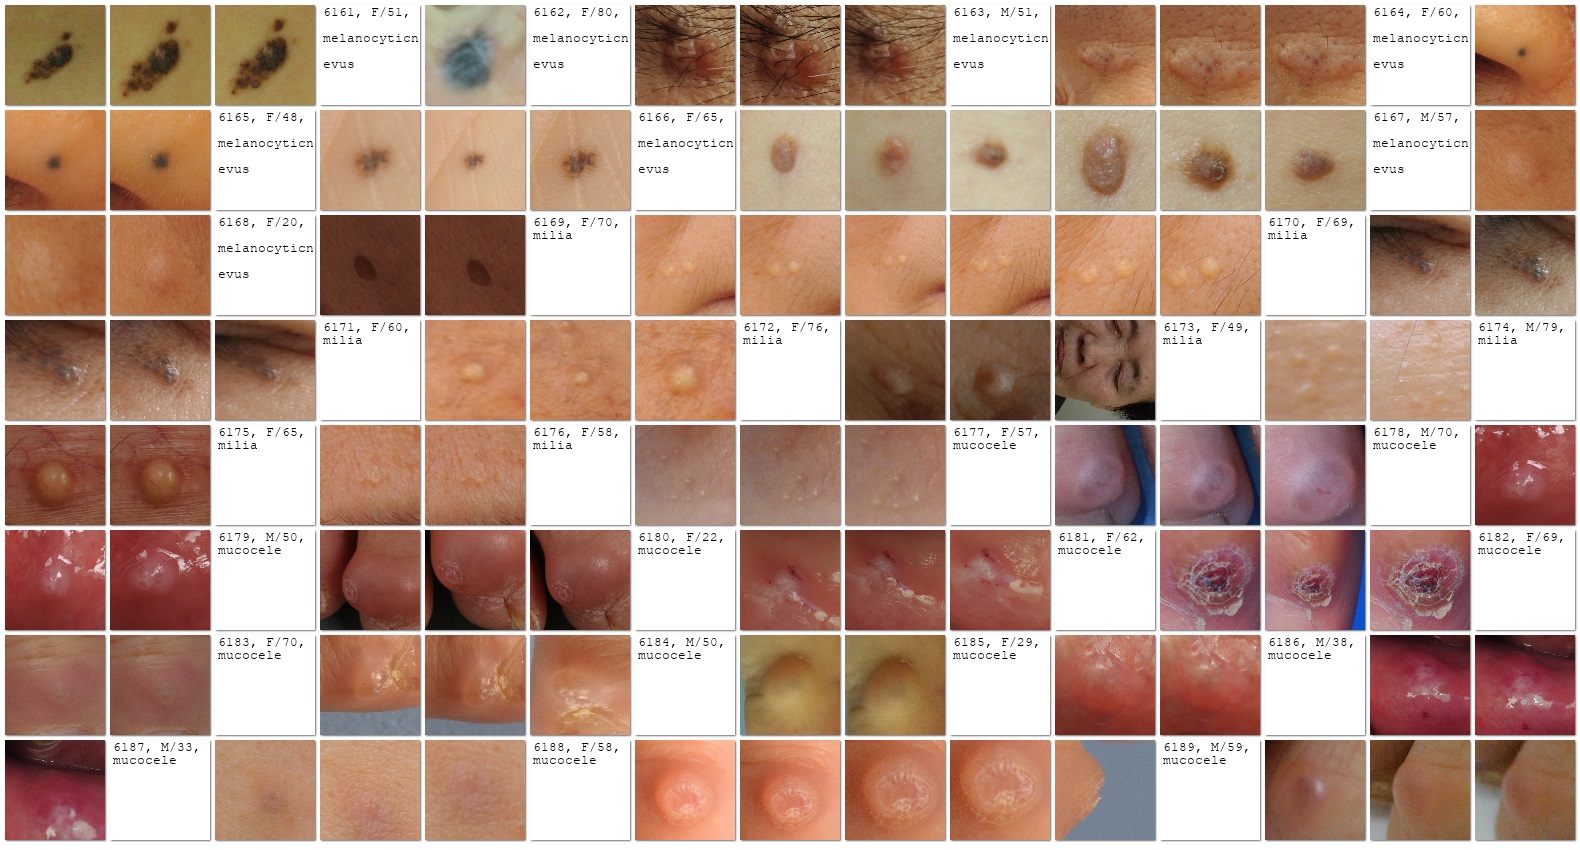 6161, F/51,
melanocyticn
evus
6162, F/80,
melanocyticn
evus
6163, M/51,
melanocyticn
evus
6164, F/60,
melanocyticn
evus
6165, F/48,
melanocyticn
evus
6166, F/65,
melanocyticn
evus
6167, M/57,
melanocyticn
evus
6168, F/20,
melanocyticn
evus
6169, F/70,
milia
6170, F/69,
milia
6171, F/60,
milia
6172, F/76,
milia
6173, F/49,
milia
6174, M/79,
milia
6175, F/65,
milia
6176, F/58,
milia
6177, F/57,
mucocele
6178, M/70,
mucocele
6179, M/50,
mucocele
6180, F/22,
mucocele
6181, F/62,
mucocele
6182, F/69,
mucocele
6183, F/70,
mucocele
6184, M/50,
mucocele
6185, F/29,
mucocele
6186, M/38,
mucocele
6187, M/33,
mucocele
6188, F/58,
mucocele
6189, M/59,
mucocele